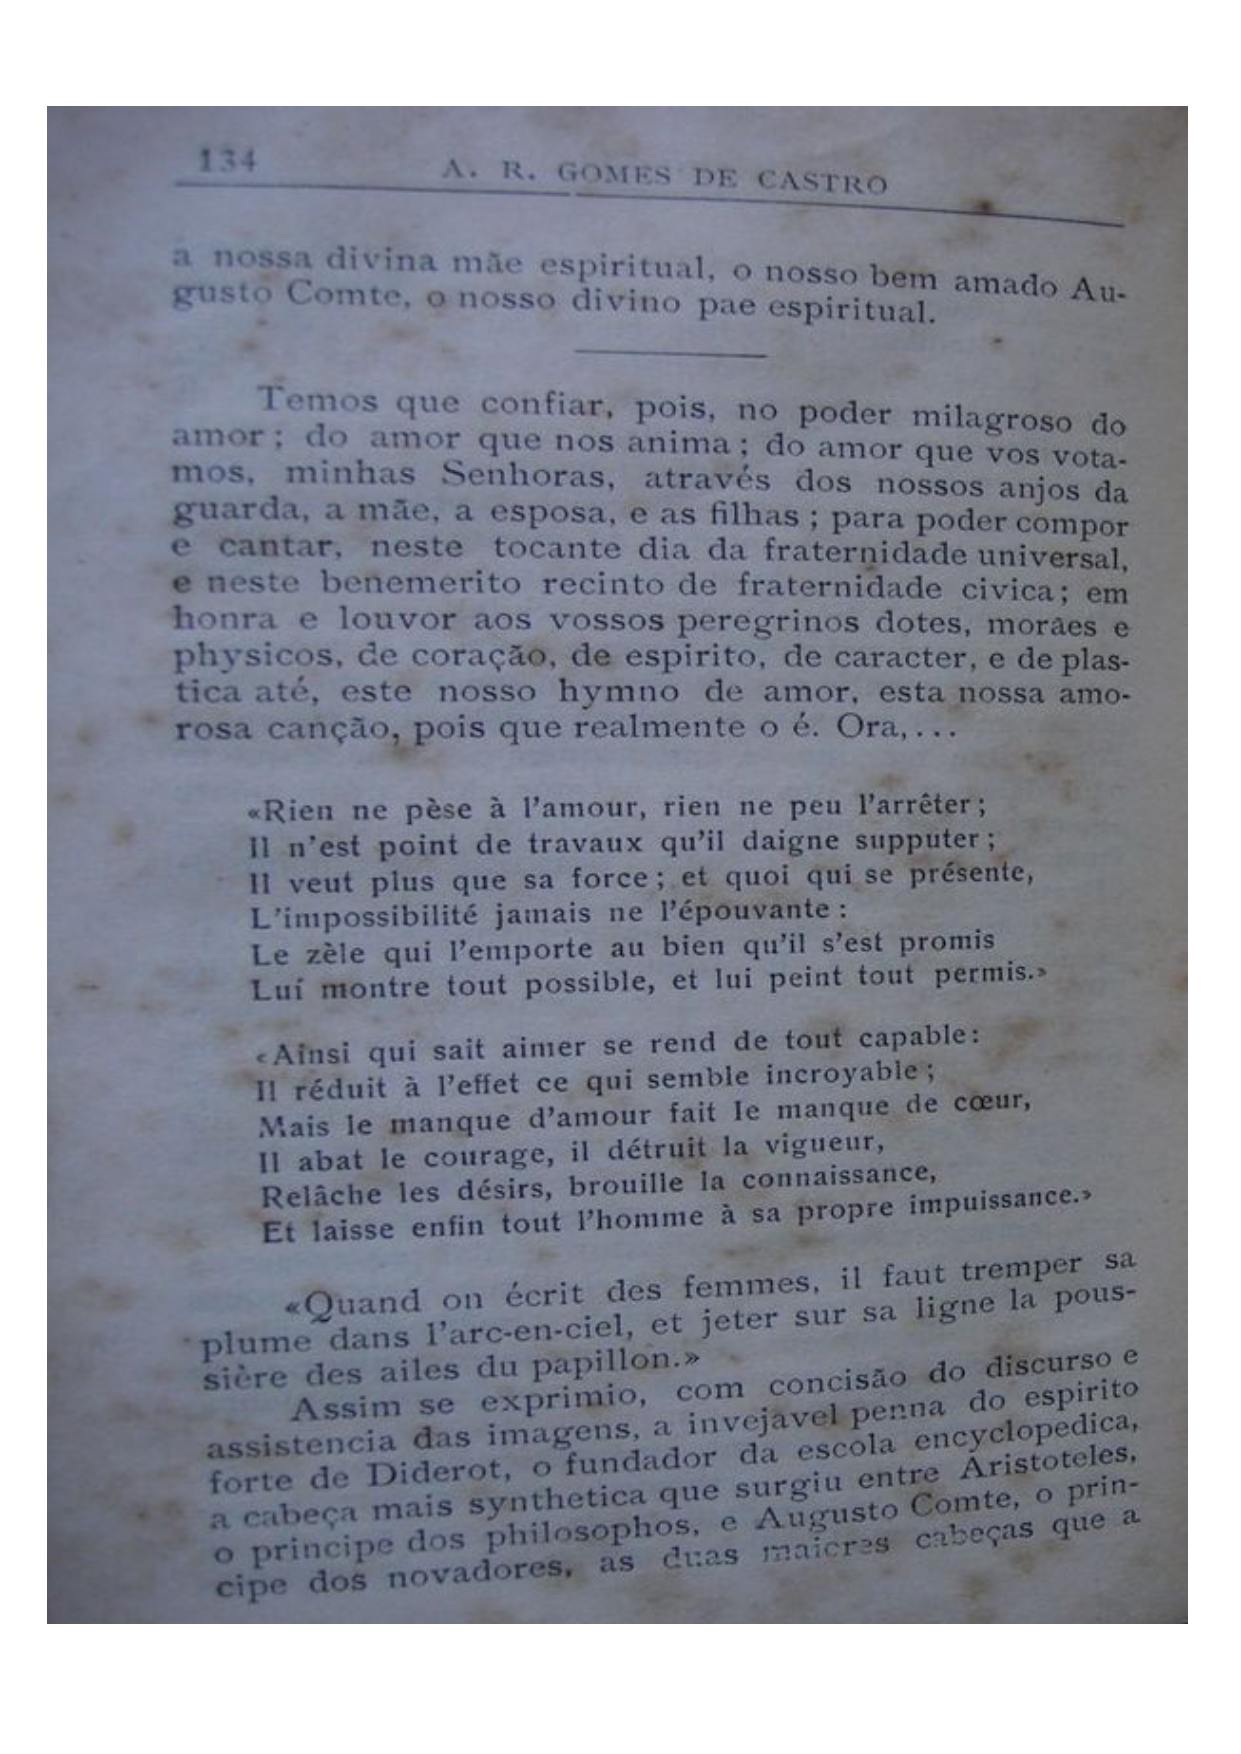 134
A. R. GOMES DE CASTRO
a nossa divina mãe espiritual, o nosso bem amado Au-
gusto Comte, o nosso divino pae espiritual.
Temos que confiar, pois, no poder milagroso do
amor ; do amor que nos anima ; do amor que vos vota-
mos, minhas Senhoras, através dos nossos anjos da
guarda, a mãe, a esposa, e as filhas ; para poder compor
e cantar, neste tocante dia da fraternidade universal,
e neste benemerito recinto de fraternidade civica ; em
honra e louvor aos vossos peregrinos dotes, moraes e
physicos, de coração, de espirito, de caracter, e de plas-
tica até, este nosso hymno de amor, esta nossa amo-
rosa canção, pois que realmente o é. Ora,...
«Rien ne pèse à l'amour, rien ne peu l'arrêter ;
Il n'est point de travaux qu'il daigne supputer ;
Il veut plus que sa force ; et quoi qui se présente,
L'impossibilité jamais ne l'épouvante :
Le zèle qui l'emporte au bien qu'il s'est promis
Luí montre tout possible, et lui peint tout permis.»
«Ainsi qui sait aimer se rend de tout capable :
Il réduit à l'effet ce qui semble incroyable ;
Mais le manque d'amour fait le manque de cœur,
Il abat le courage, il détruit la vigueur,
Relâche les désirs, brouille la connaissance,
Et laisse enfin tout l'homme à sa propre impuissance.»
«Quand on écrit des femmes, il faut tremper sa
plume dans l'arc-en-ciel, et jeter sur sa ligne la pous-
sière des ailes du papillon.»
Assim se exprimio, com concisão do discurso e
assistencia das imagens, a invejavel penna do espirito
forte de Diderot, o fundador da escola encyclopedica,
a cabeça mais synthetica que surgiu entre Aristoteles,
o principe dos philosophos, e Augusto Comte, o prin-
cipe dos novadores, as duas maiores cabeças que a